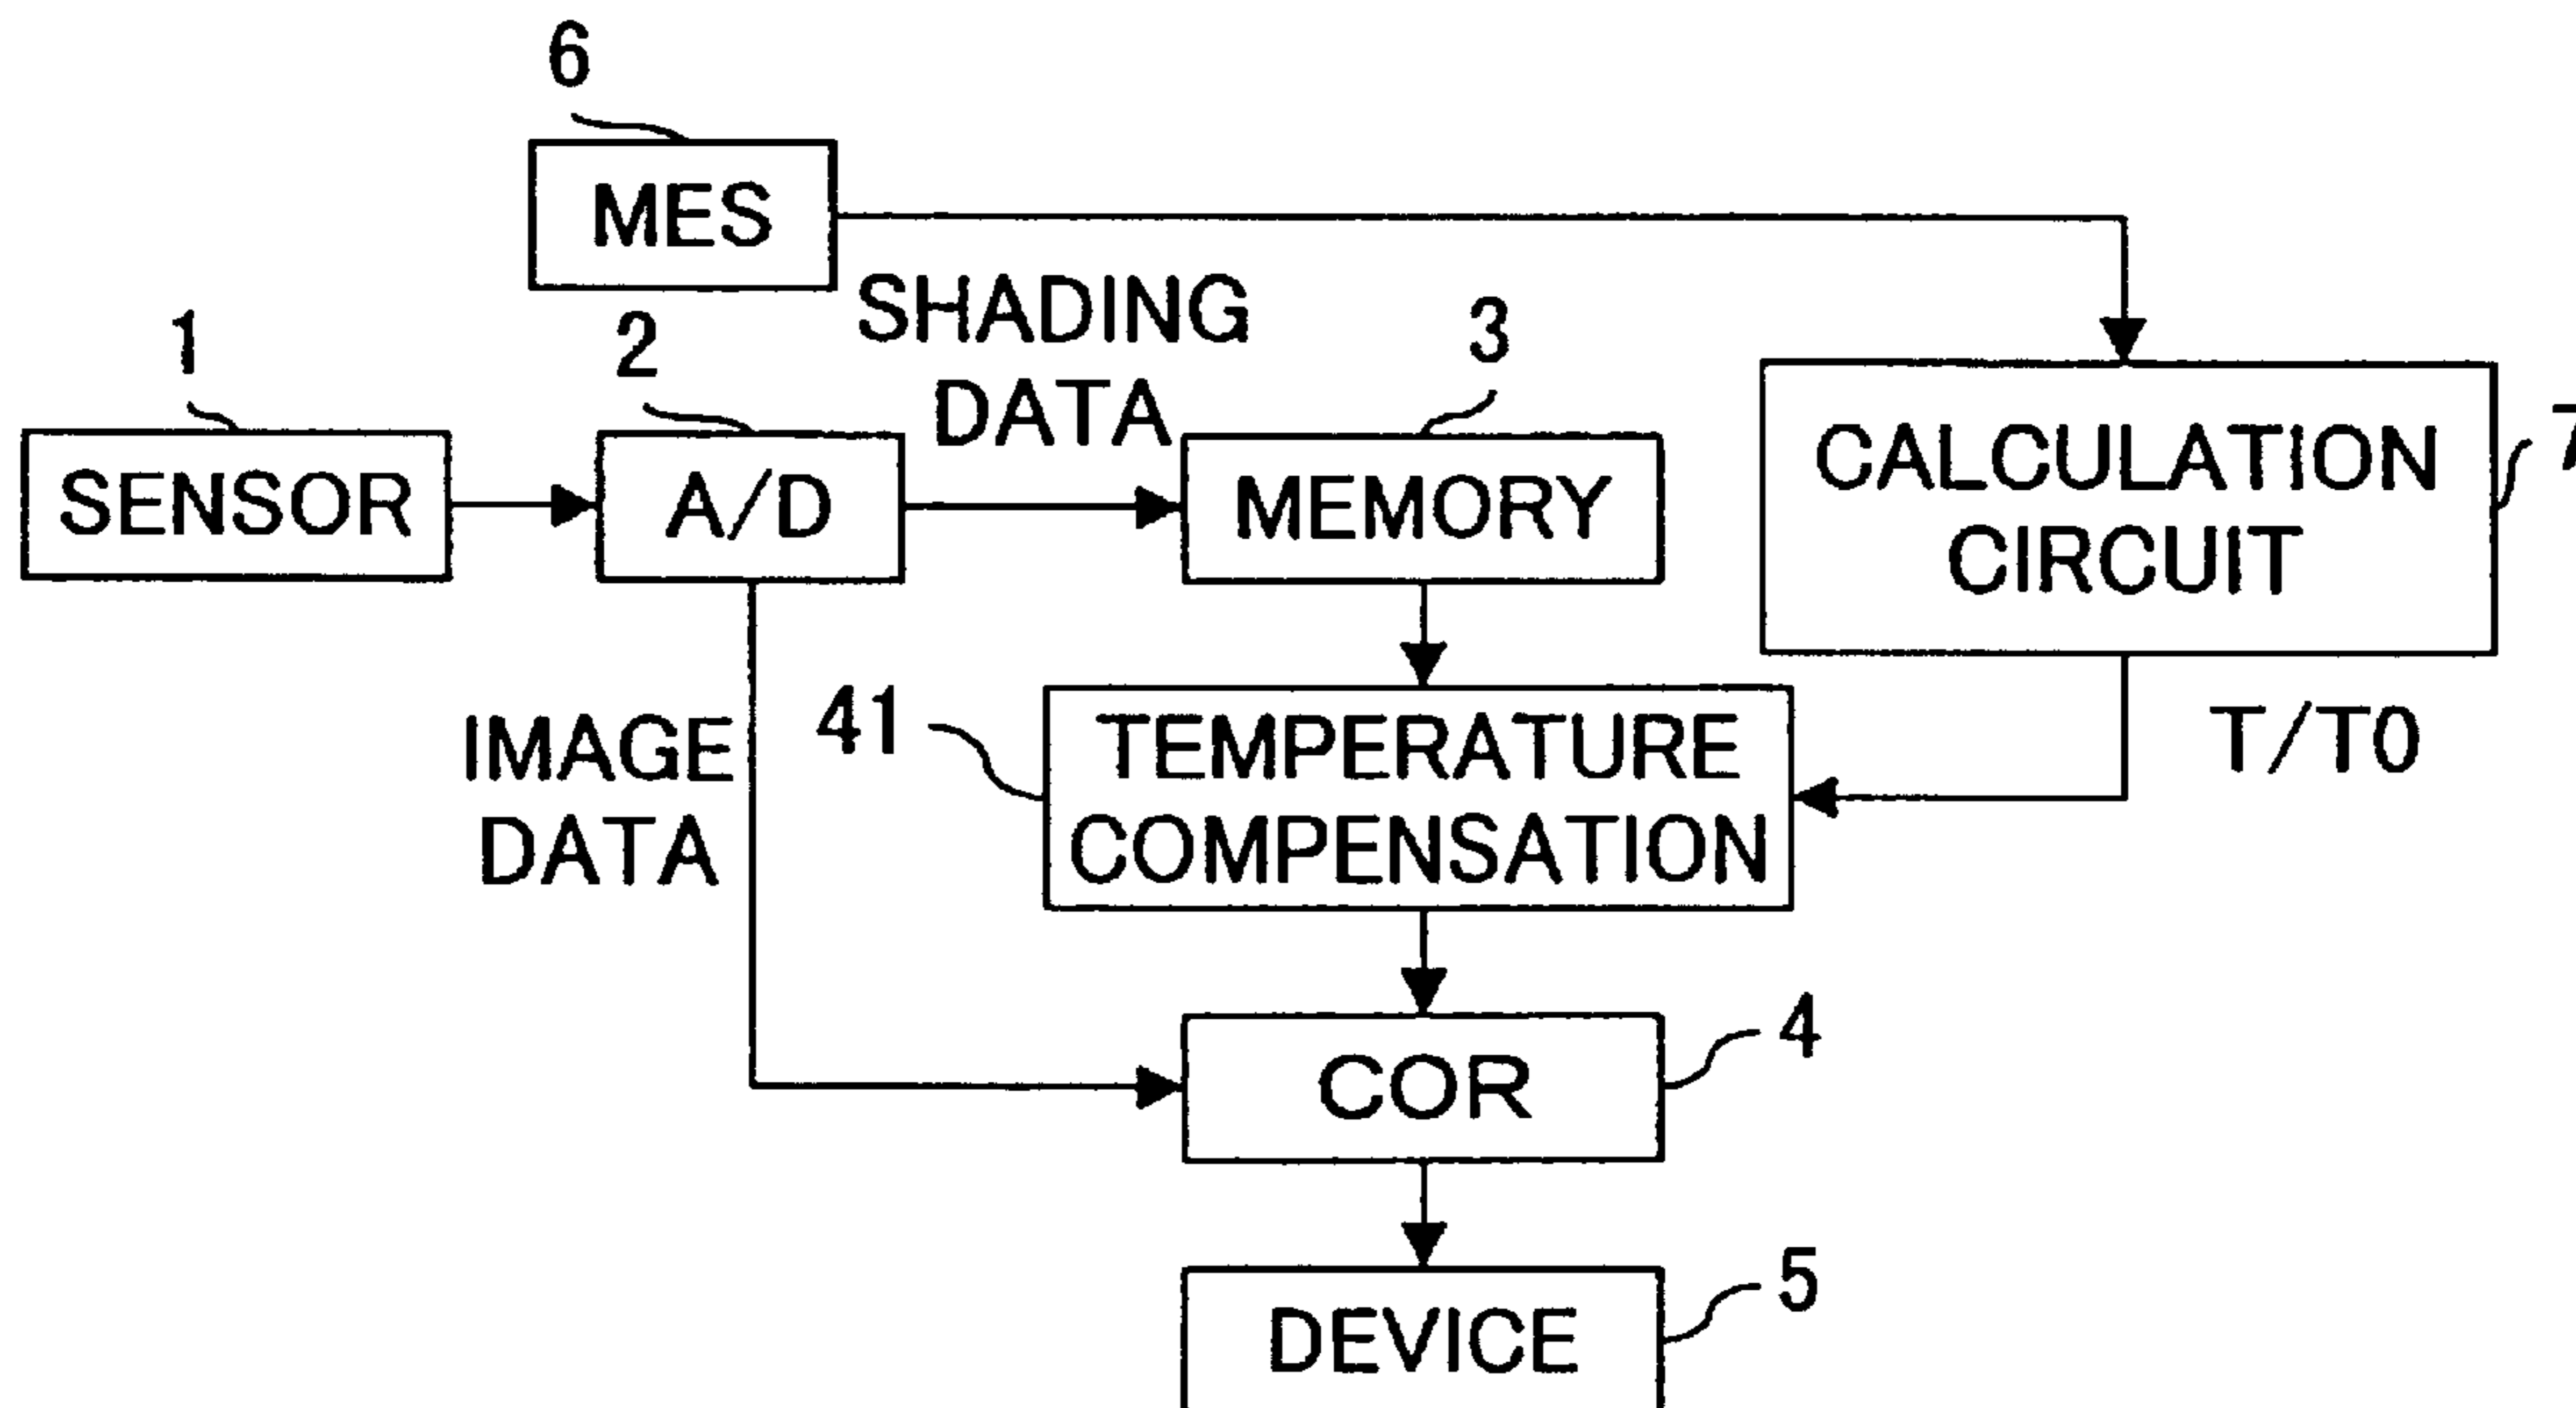 6
MES
SHADING
DATA
1
2
3
SENSOR
A/D
MEMORY
CALCULATION
CIRCUIT
7
IMAGE
DATA
41
TEMPERATURE
COMPENSATION
T/T0
COR
4
DEVICE
5